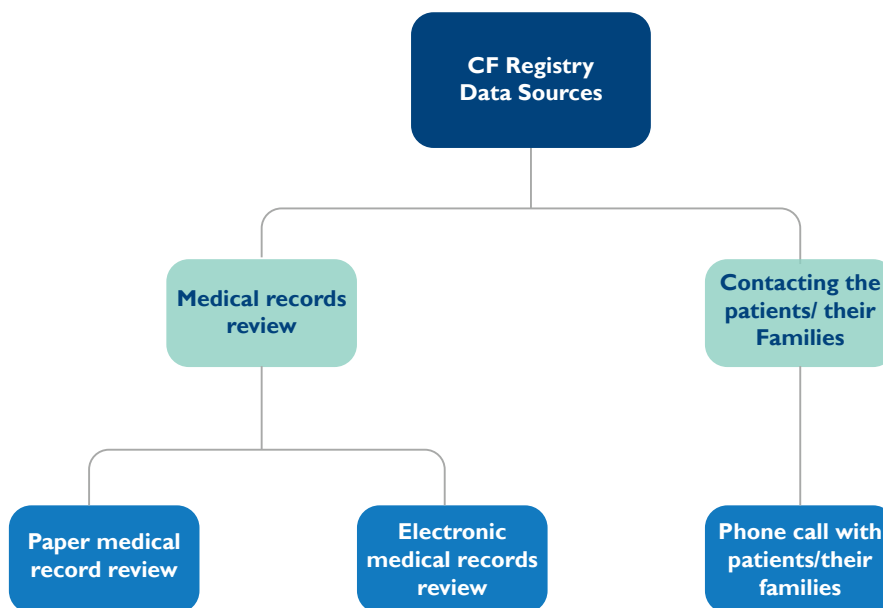 CF Registry
Data Sources
Medical records
review
Contacting the
patients/ their
Families
Paper medical
record review
Electronic
medical records
review
Phone call with
patients/their
families